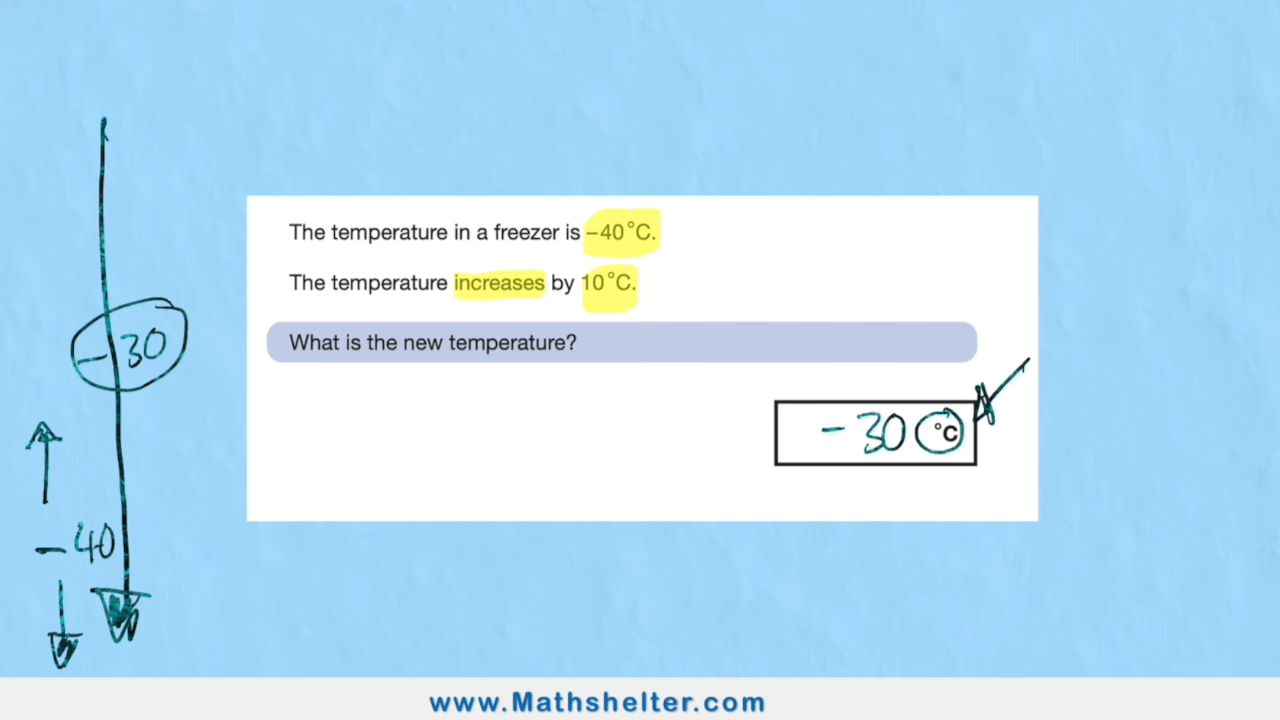 The temperature in a freezer is −40 °C.
The temperature increases by 10 °C.
What is the new temperature?
−30
−30 °C
−40
www.Mathshelter.com